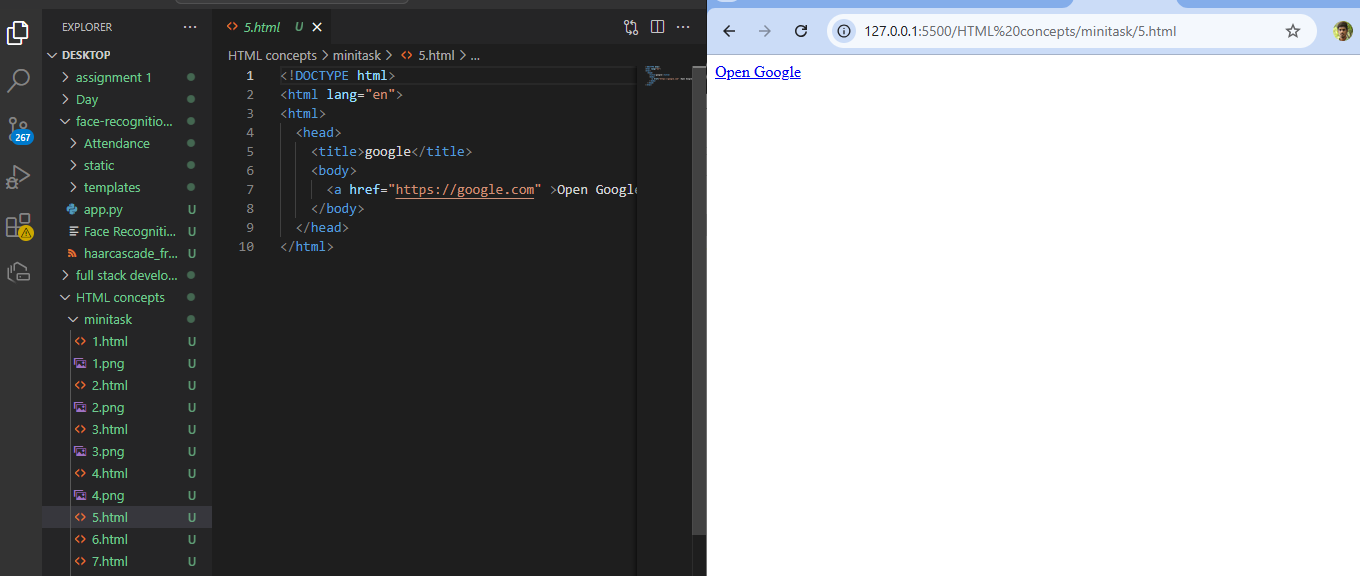 EXPLORER ...
DESKTOP
assignment 1
Day
face-recognitio...
Attendance
static
templates
app.py U
Face Recogniti... U
haarcascade_fr... U
full stack develo...
HTML concepts
minitask
1.html U
1.png U
2.html U
2.png U
3.html U
3.png U
4.html U
4.png U
5.html U
6.html U
7.html U
267
5.html U
...
HTML concepts > minitask > 5.html > ...
1 <!DOCTYPE html>
2 <html lang="en">
3 <html>
4 <head>
5 <title>google</title>
6 <body>
7 <a href="https://google.com" >Open Google
8 </body>
9 </head>
10 </html>
127.0.0.1:5500/HTML%20concepts/minitask/5.html
Open Google